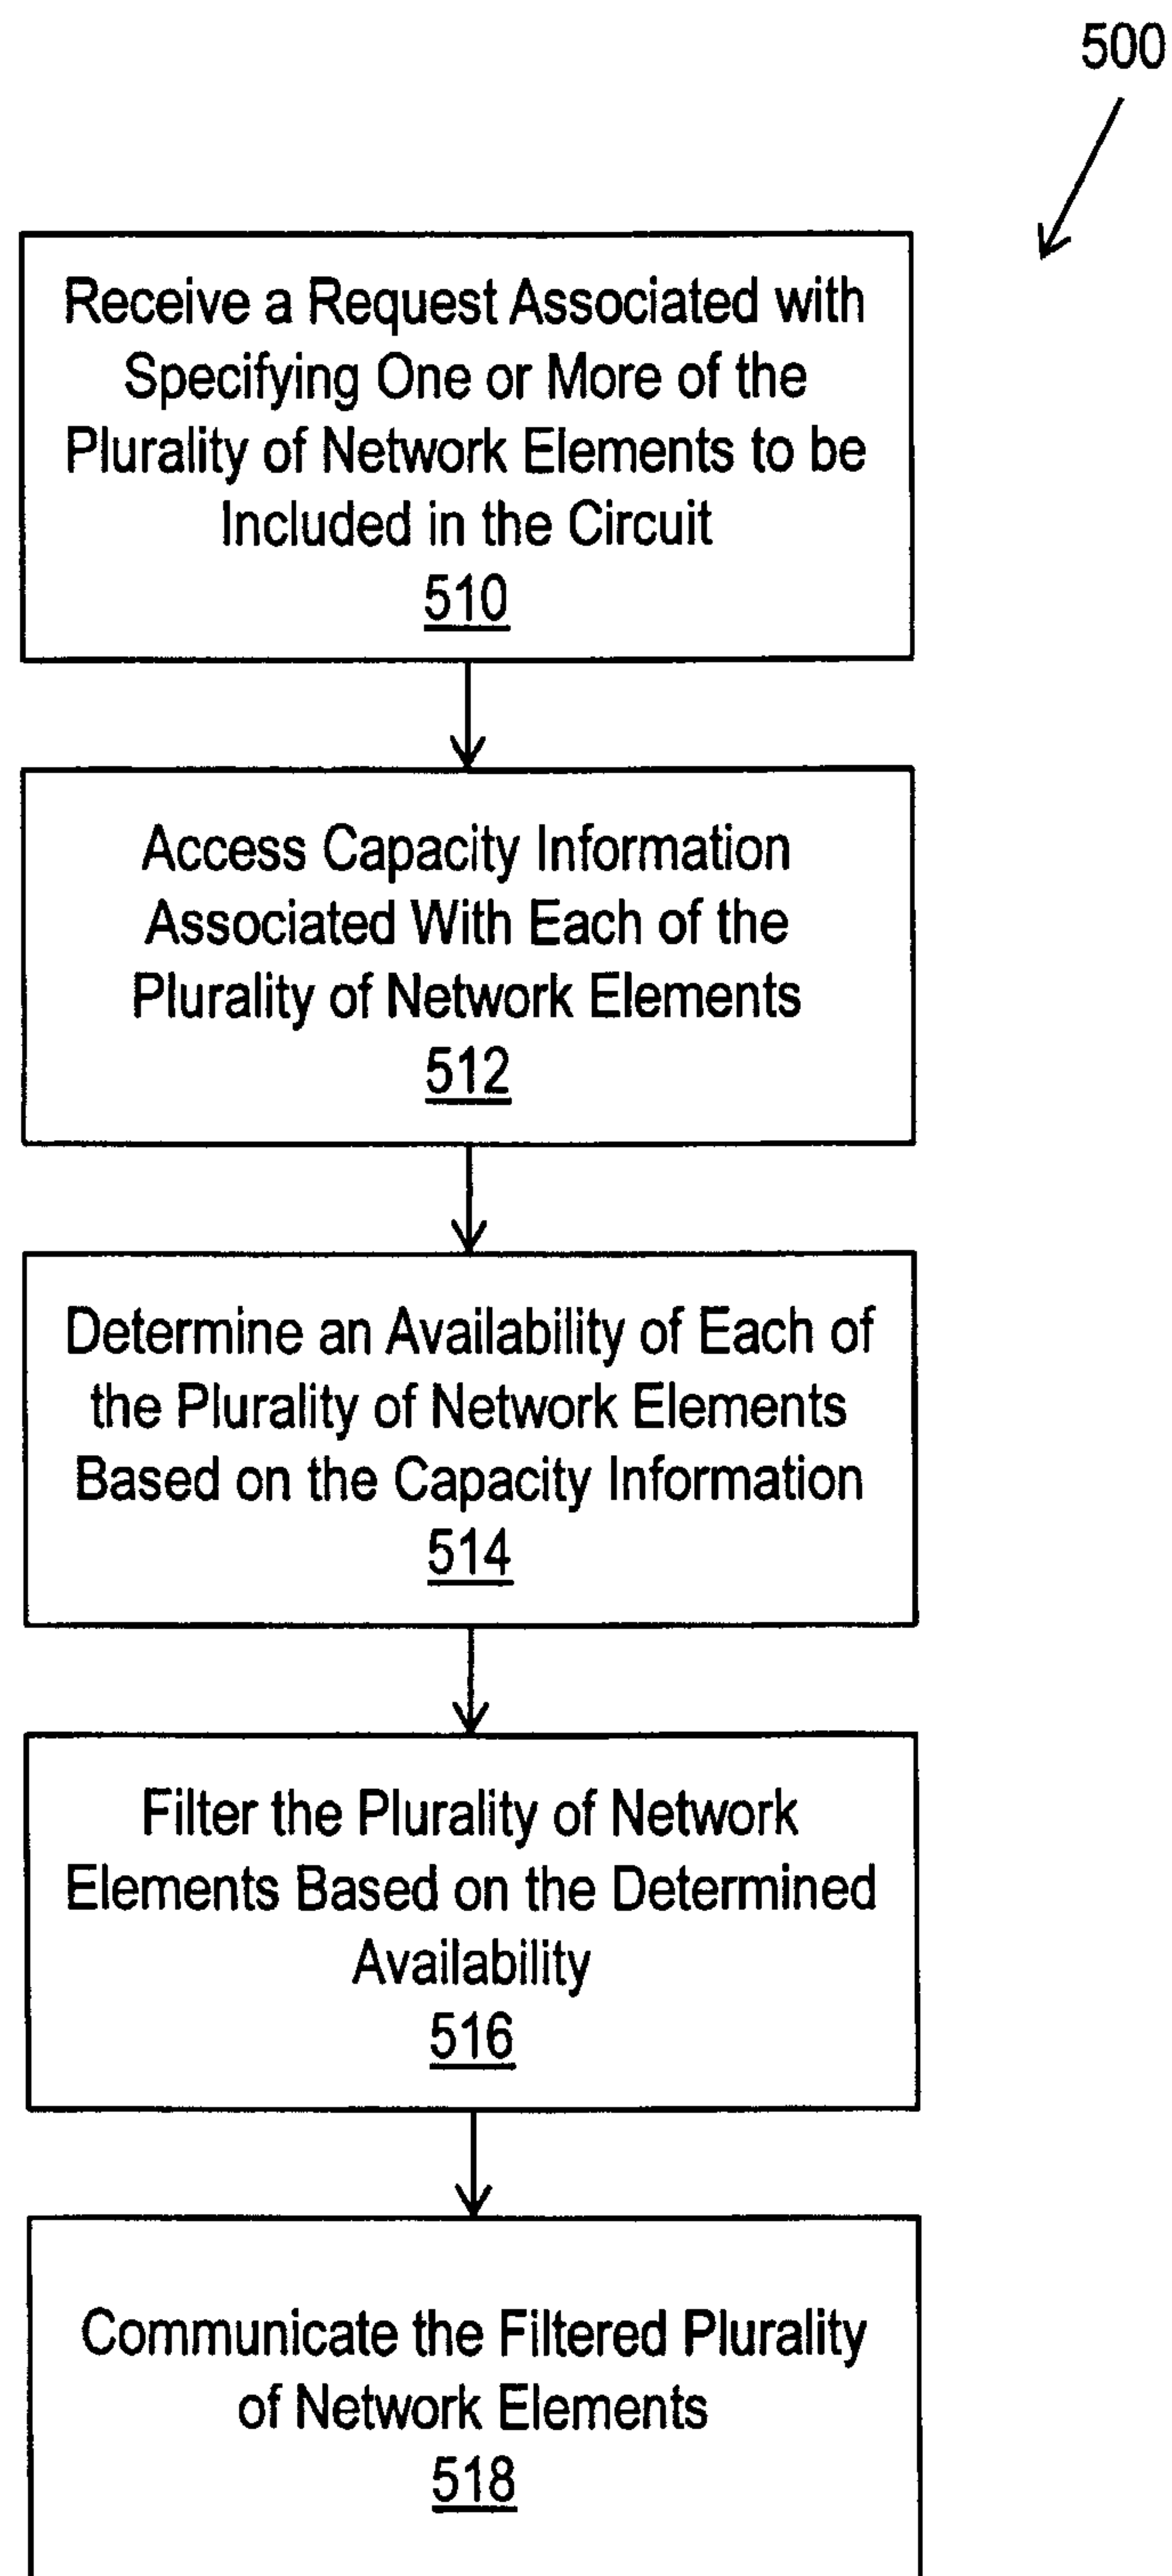 500
Receive a Request Associated with
Specifying One or More of the
Plurality of Network Elements to be
Included in the Circuit
510
Access Capacity Information
Associated With Each of the
Plurality of Network Elements
512
Determine an Availability of Each of
the Plurality of Network Elements
Based on the Capacity Information
514
Filter the Plurality of Network
Elements Based on the Determined
Availability
516
Communicate the Filtered Plurality
of Network Elements
518